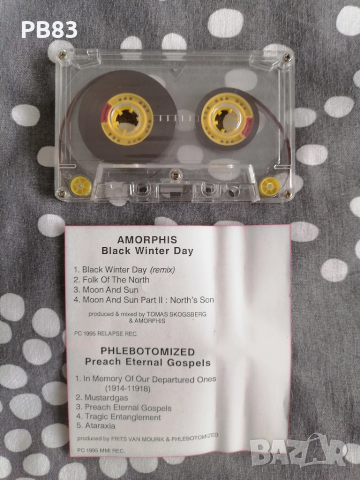 PB83
AMORPHIS
Black Winter Day
1. Black Winter Day (remix)
2. Folk Of The North
3. Moon And Sun
4. Moon And Sun Part II : North's Son
produced & mixed by TOMAS SKOGSBERG
& AMORPHIS
PC 1995 RELAPSE REC.
PHLEBOTOMIZED
Preach Eternal Gospels
1. In Memory Of Our Departured Ones
(1914-11918)
2. Mustardgas
3. Preach Eternal Gospels
4. Tragic Entanglement
5. Ataraxia
produced by FRITS VAN MOURIK & PHLEBOTOMIZED
PC 1995 MMI REC.
BAZAR